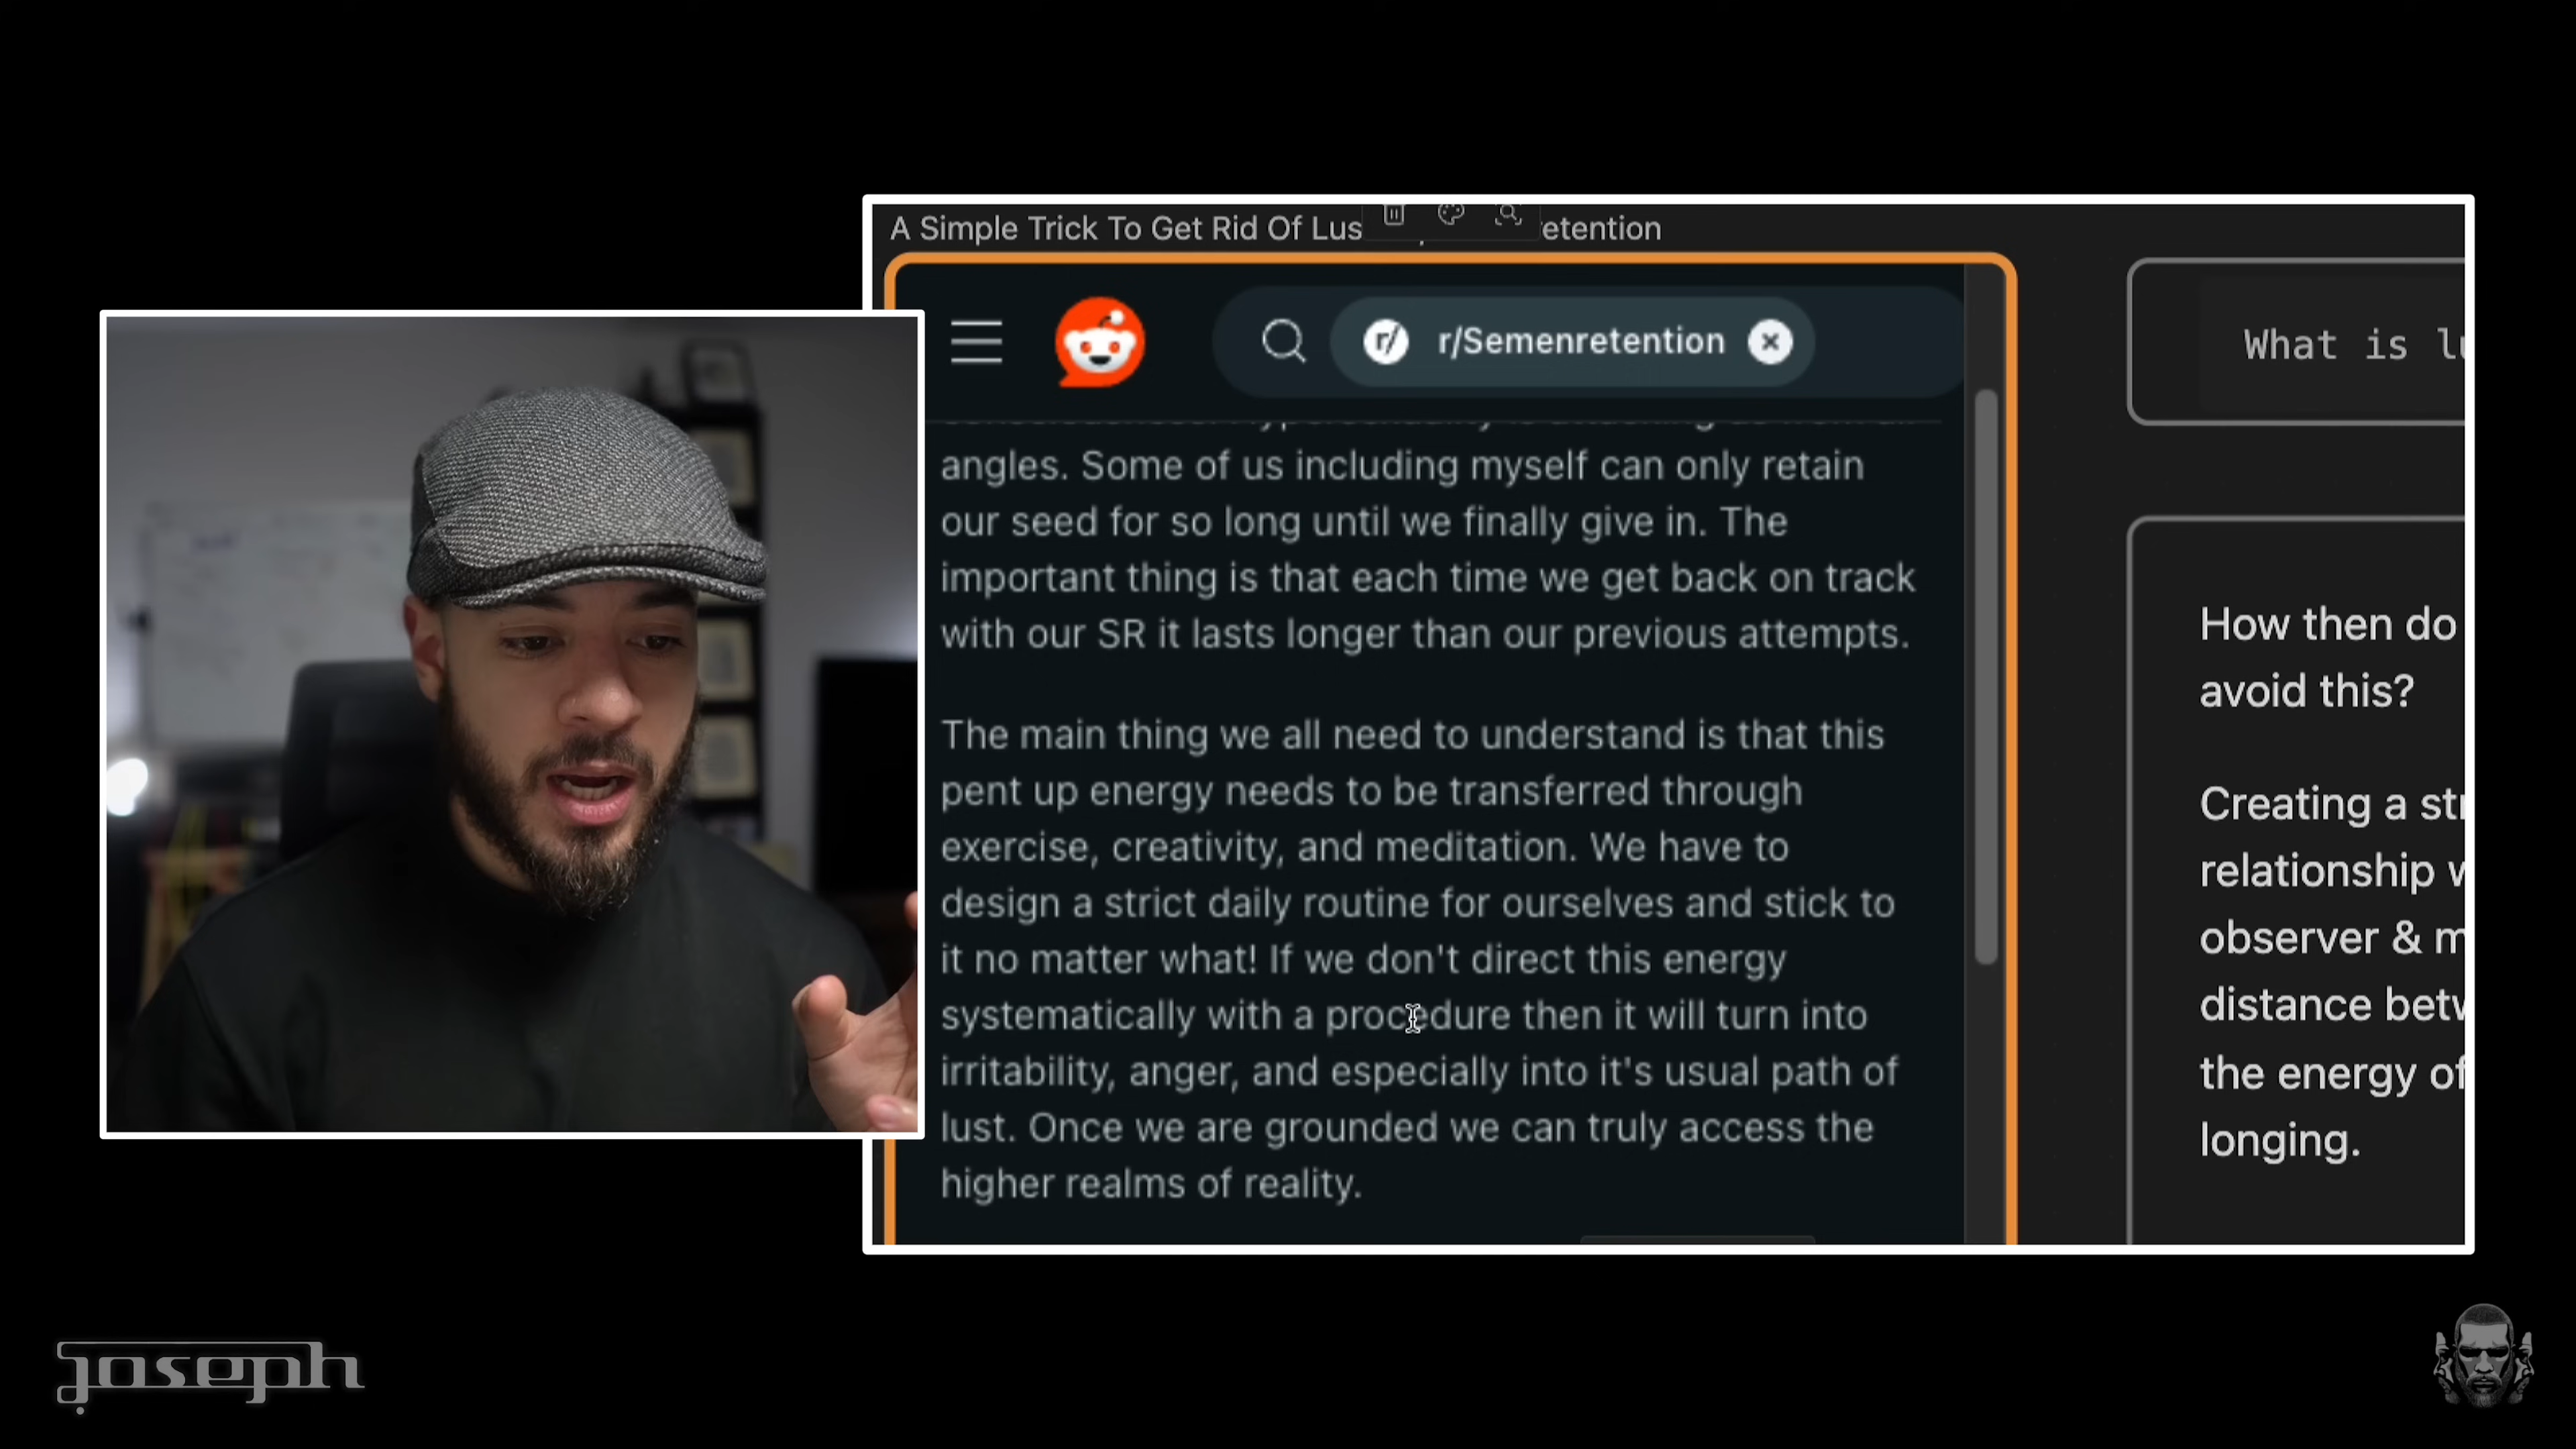 A Simple Trick To Get Rid Of Lus
etention
r/ r/Semenretention
angles. Some of us including myself can only retain
our seed for so long until we finally give in. The
important thing is that each time we get back on track
with our SR it lasts longer than our previous attempts.
The main thing we all need to understand is that this
pent up energy needs to be transferred through
exercise, creativity, and meditation. We have to
design a strict daily routine for ourselves and stick to
it no matter what! If we don't direct this energy
systematically with a procedure then it will turn into
irritability, anger, and especially into it's usual path of
lust. Once we are grounded we can truly access the
higher realms of reality.
What is lu
How then do
avoid this?
Creating a str
relationship w
observer & m
distance betw
the energy of
longing.
joseph